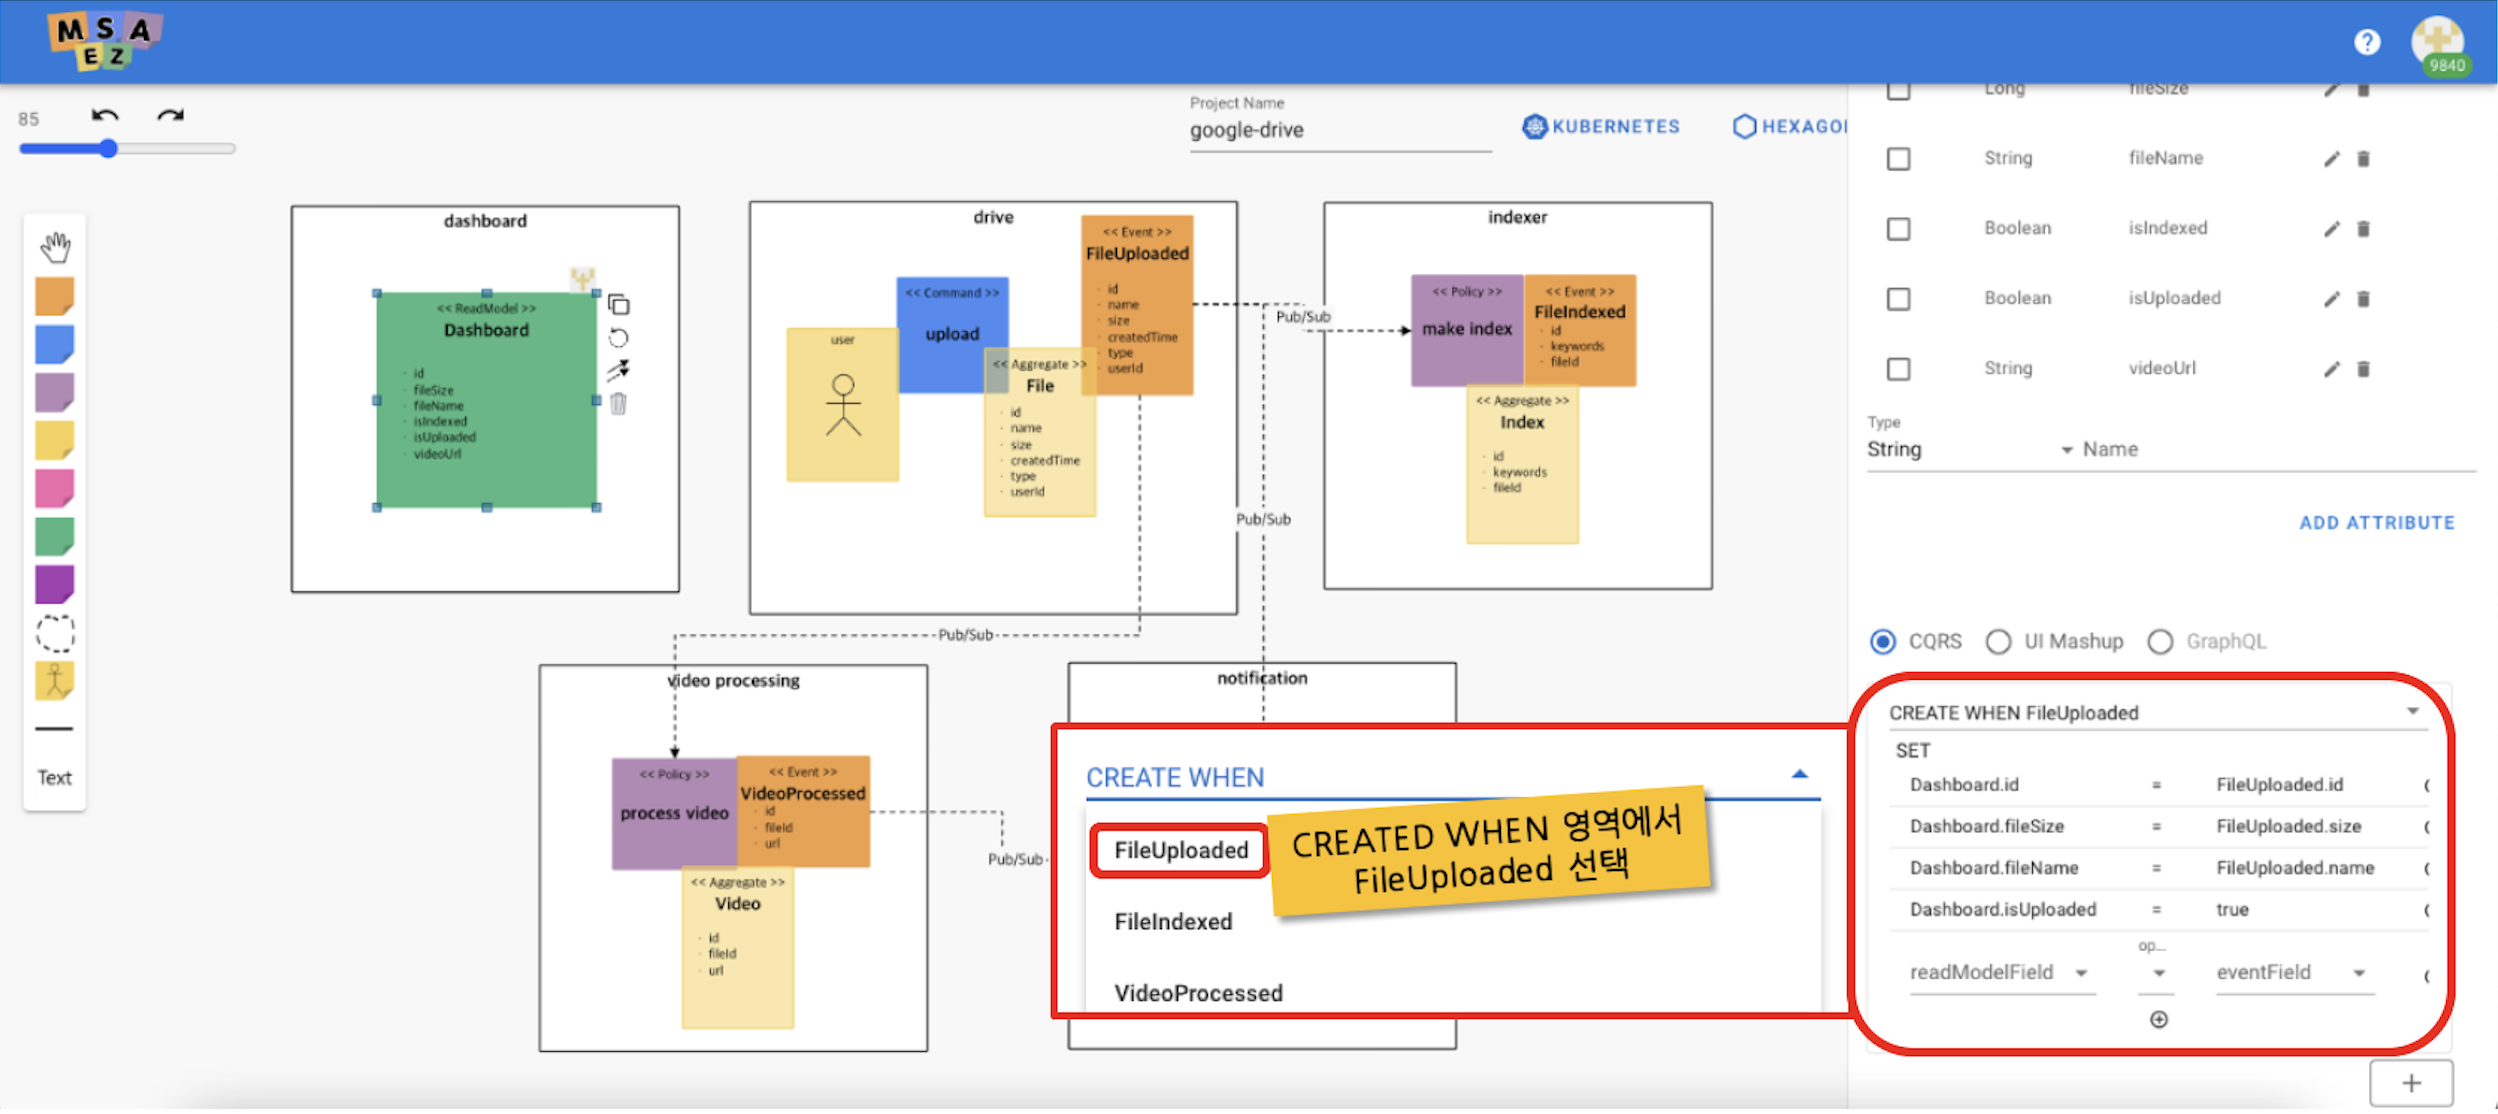 M S A
E Z
9840
85
Project Name
google-drive
KUBERNETES
HEXAGO
Text
dashboard
<< ReadModel >>
Dashboard
· id
· fileSize
· fileName
· isIndexed
· isUploaded
· videoUrl
drive
user
<< Command >>
upload
<< Event >>
FileUploaded
· id
· name
· size
· createdTime
· type
· userId
<< Aggregate >>
File
· id
· name
· size
· createdTime
· type
· userId
Pub/Sub
Pub/Sub
Pub/Sub
indexer
<< Policy >>
make index
<< Event >>
FileIndexed
· id
· keywords
· fileId
<< Aggregate >>
Index
· id
· keywords
· fileId
video processing
<< Policy >>
process video
<< Event >>
VideoProcessed
· id
· fileId
· url
<< Aggregate >>
Video
· id
· fileId
· url
Pub/Sub
notification
CREATE WHEN
FileUploaded
FileIndexed
VideoProcessed
CREATED WHEN 영역에서
FileUploaded 선택
Long fileSize
String fileName
Boolean isIndexed
Boolean isUploaded
String videoUrl
Type
String Name
ADD ATTRIBUTE
CQRS UI Mashup GraphQL
CREATE WHEN FileUploaded
SET
Dashboard.id = FileUploaded.id
Dashboard.fileSize = FileUploaded.size
Dashboard.fileName = FileUploaded.name
Dashboard.isUploaded = true
op...
readModelField eventField